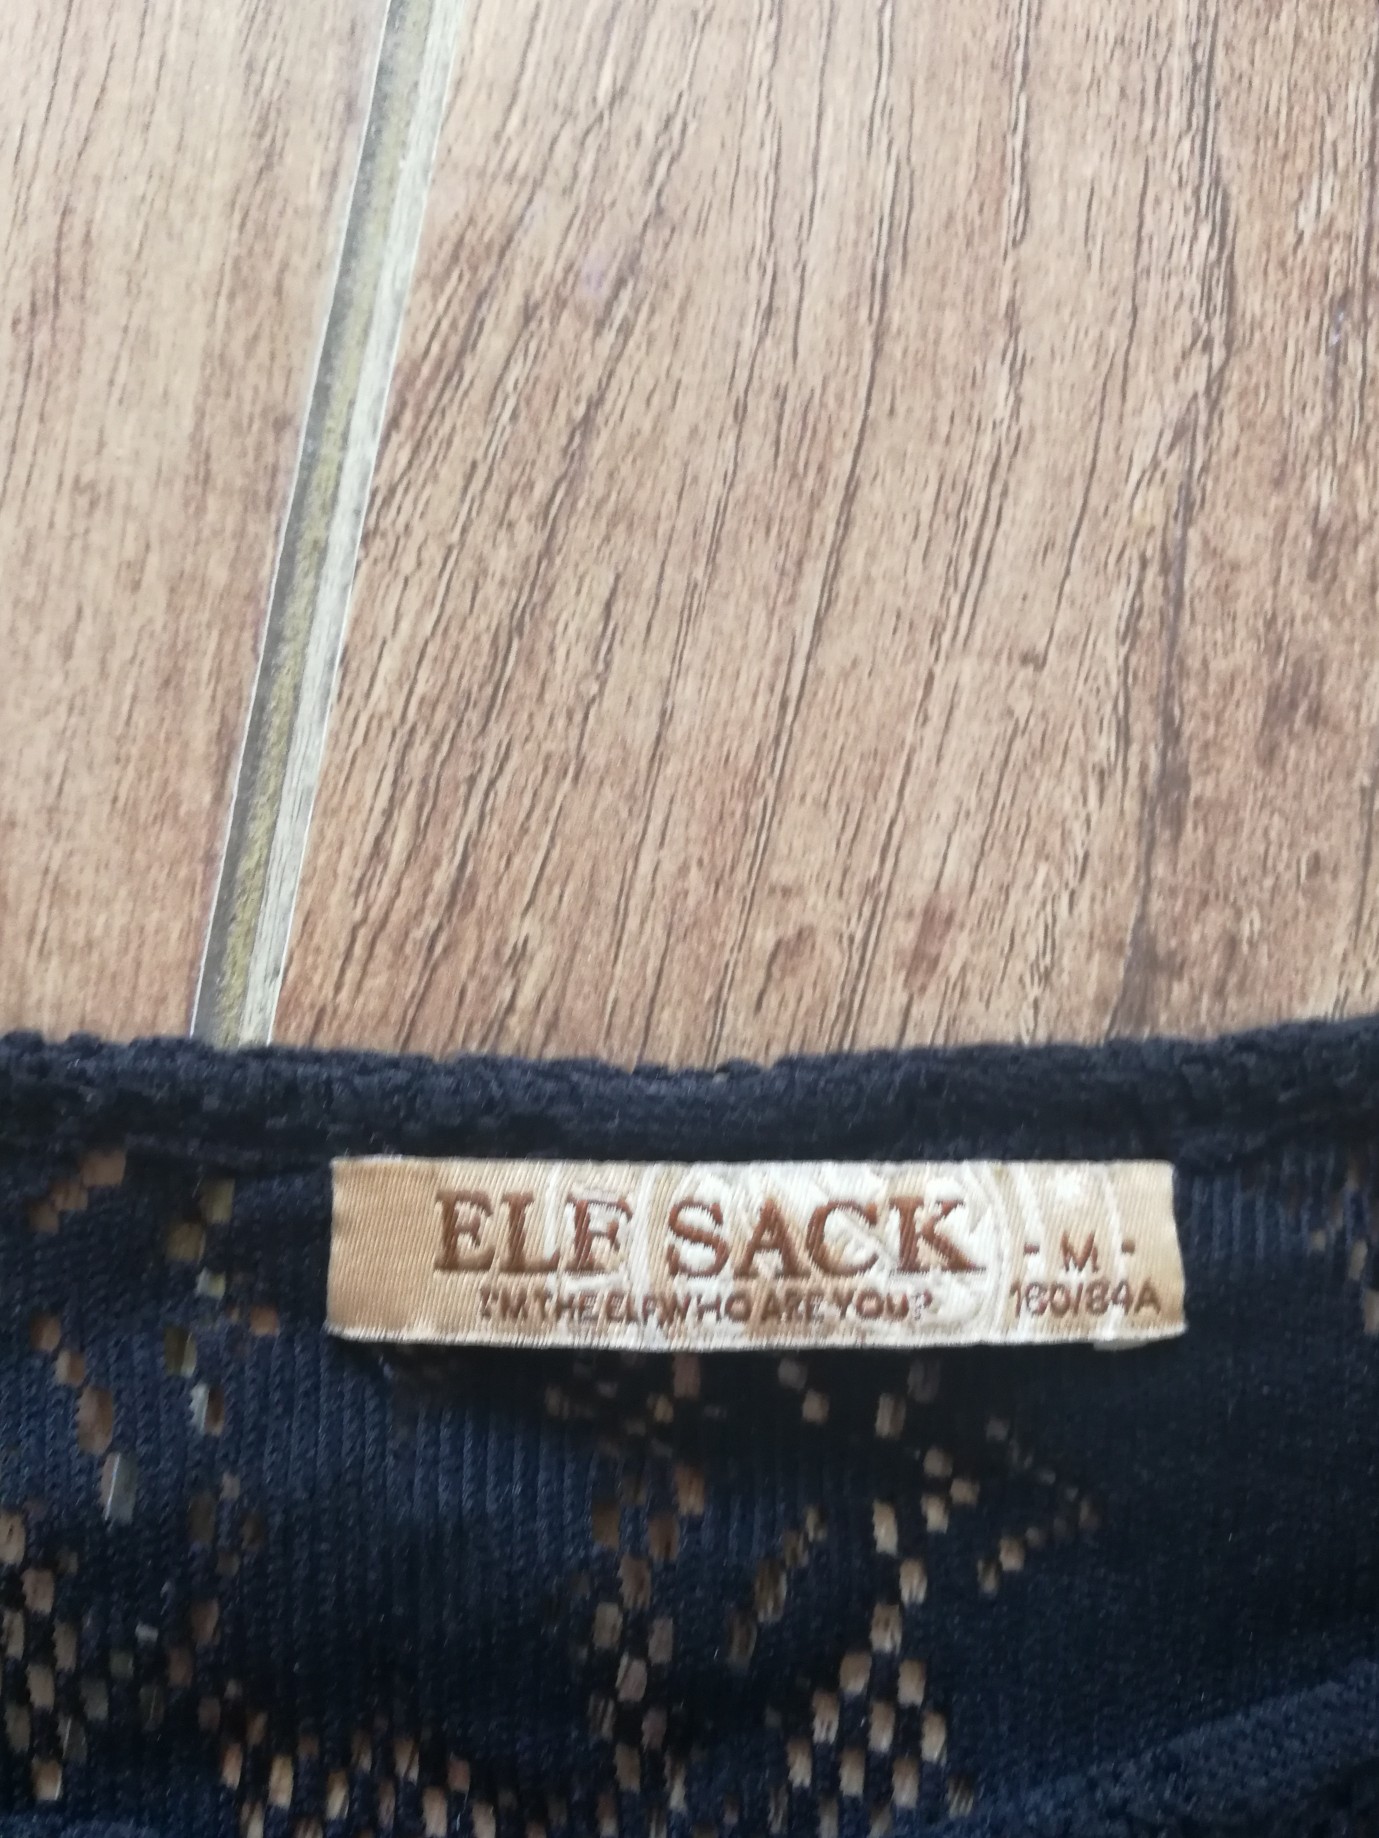 ELF SACK
I'M THE ELF,WHO ARE YOU?
- M -
160/84A